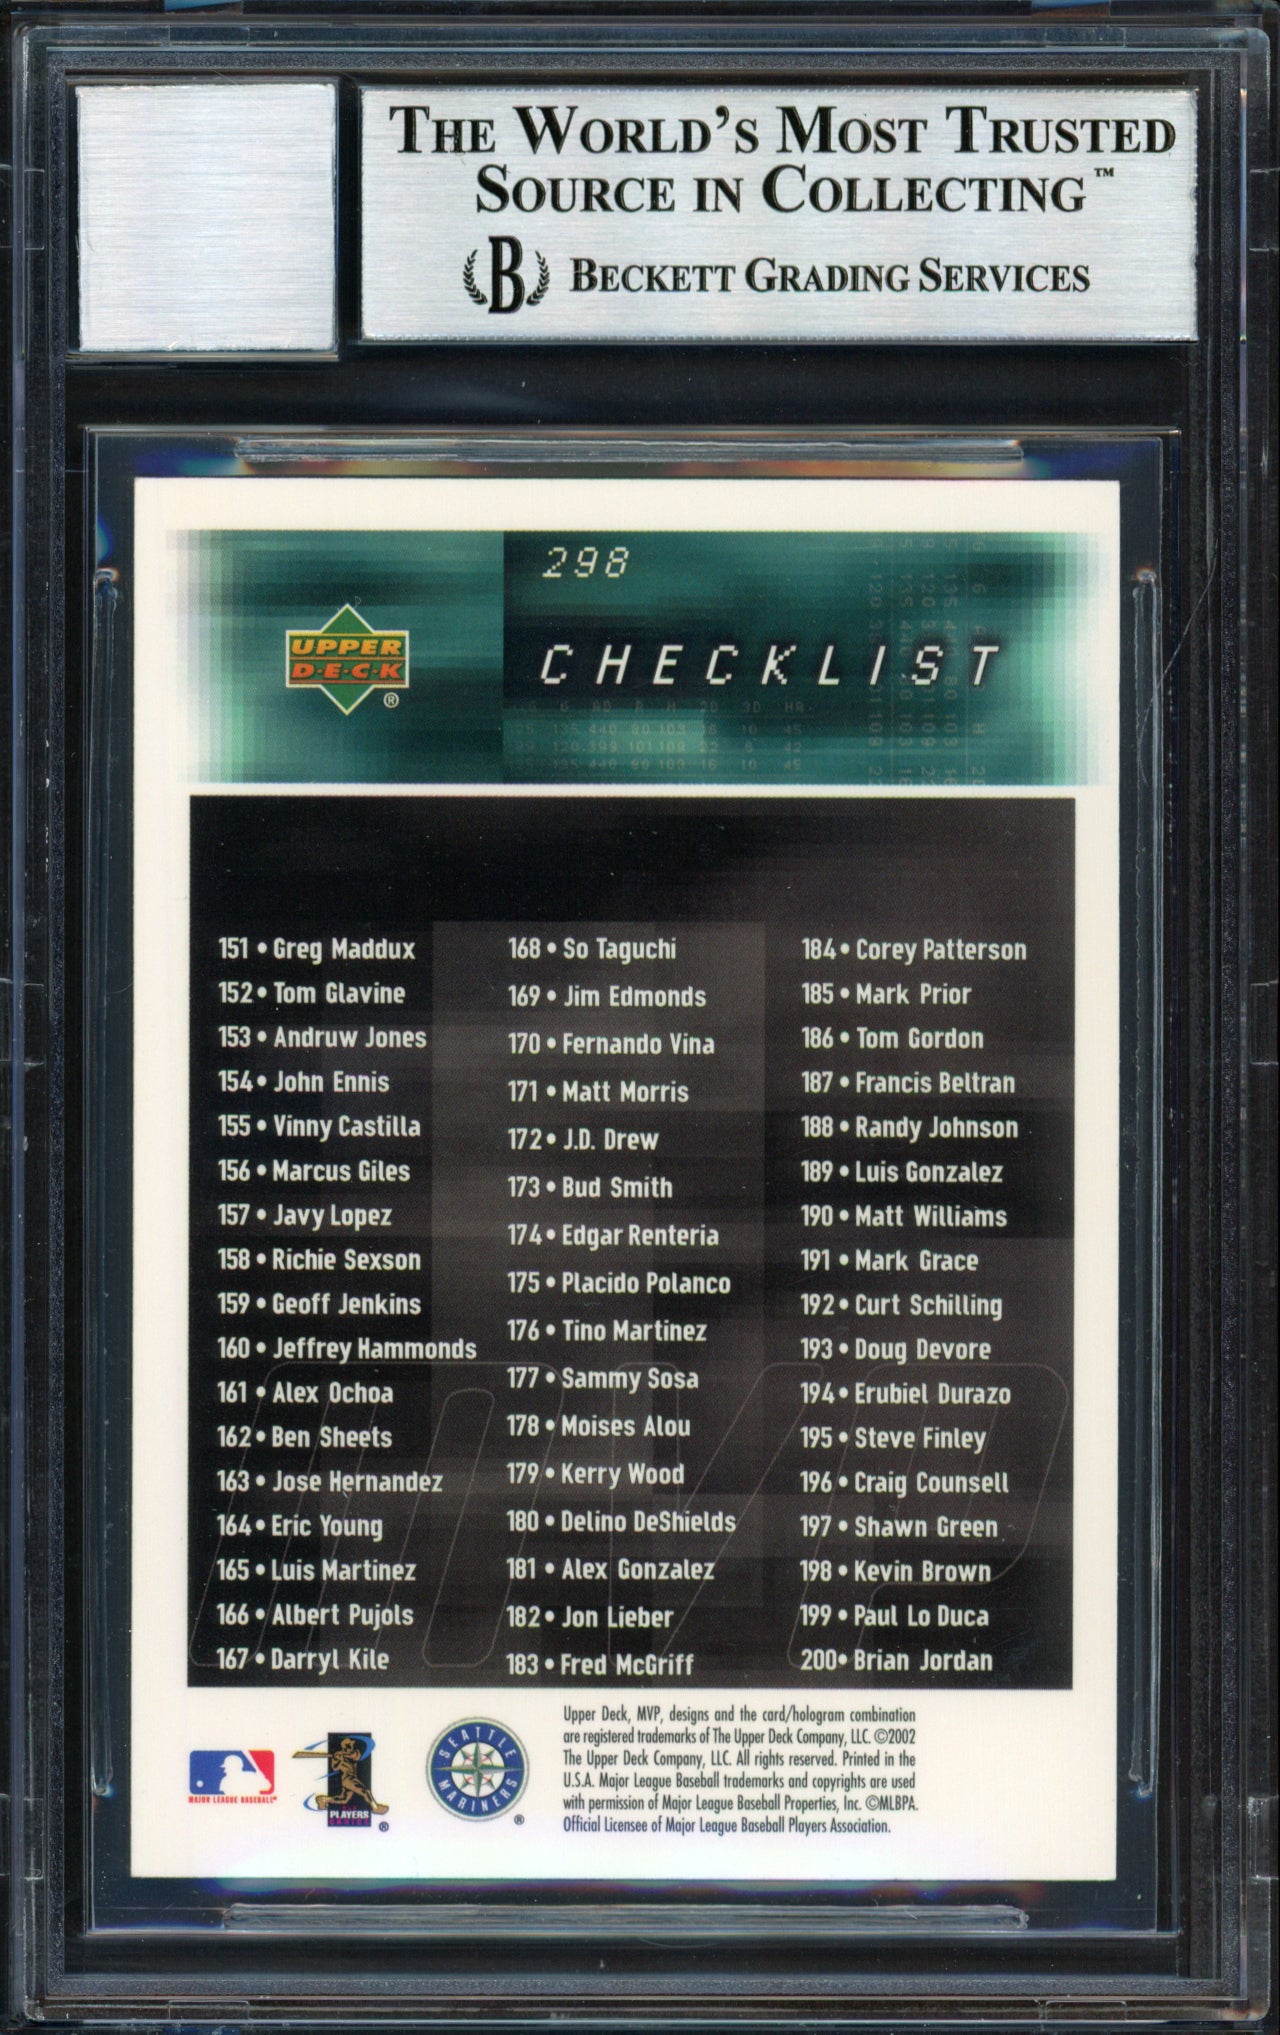 THE WORLD'S MOST TRUSTED
SOURCE IN COLLECTING™
B BECKETT GRADING SERVICES
298
UPPER
D·E·C·K
®
CHECKLIST
151 • Greg Maddux
152 • Tom Glavine
153 • Andruw Jones
154 • John Ennis
155 • Vinny Castilla
156 • Marcus Giles
157 • Javy Lopez
158 • Richie Sexson
159 • Geoff Jenkins
160 • Jeffrey Hammonds
161 • Alex Ochoa
162 • Ben Sheets
163 • Jose Hernandez
164 • Eric Young
165 • Luis Martinez
166 • Albert Pujols
167 • Darryl Kile
168 • So Taguchi
169 • Jim Edmonds
170 • Fernando Vina
171 • Matt Morris
172 • J.D. Drew
173 • Bud Smith
174 • Edgar Renteria
175 • Placido Polanco
176 • Tino Martinez
177 • Sammy Sosa
178 • Moises Alou
179 • Kerry Wood
180 • Delino DeShields
181 • Alex Gonzalez
182 • Jon Lieber
183 • Fred McGriff
184 • Corey Patterson
185 • Mark Prior
186 • Tom Gordon
187 • Francis Beltran
188 • Randy Johnson
189 • Luis Gonzalez
190 • Matt Williams
191 • Mark Grace
192 • Curt Schilling
193 • Doug Devore
194 • Erubiel Durazo
195 • Steve Finley
196 • Craig Counsell
197 • Shawn Green
198 • Kevin Brown
199 • Paul Lo Duca
200 • Brian Jordan
MVP
MAJOR LEAGUE BASEBALL
PLAYERS
CHOICE
®
SEATTLE
MARINERS
®
Upper Deck, MVP, designs and the card/hologram combination
are registered trademarks of The Upper Deck Company, LLC. ©2002
The Upper Deck Company, LLC. All rights reserved. Printed in the
U.S.A. Major League Baseball trademarks and copyrights are used
with permission of Major League Baseball Properties, Inc. ©MLBPA.
Official Licensee of Major League Baseball Players Association.